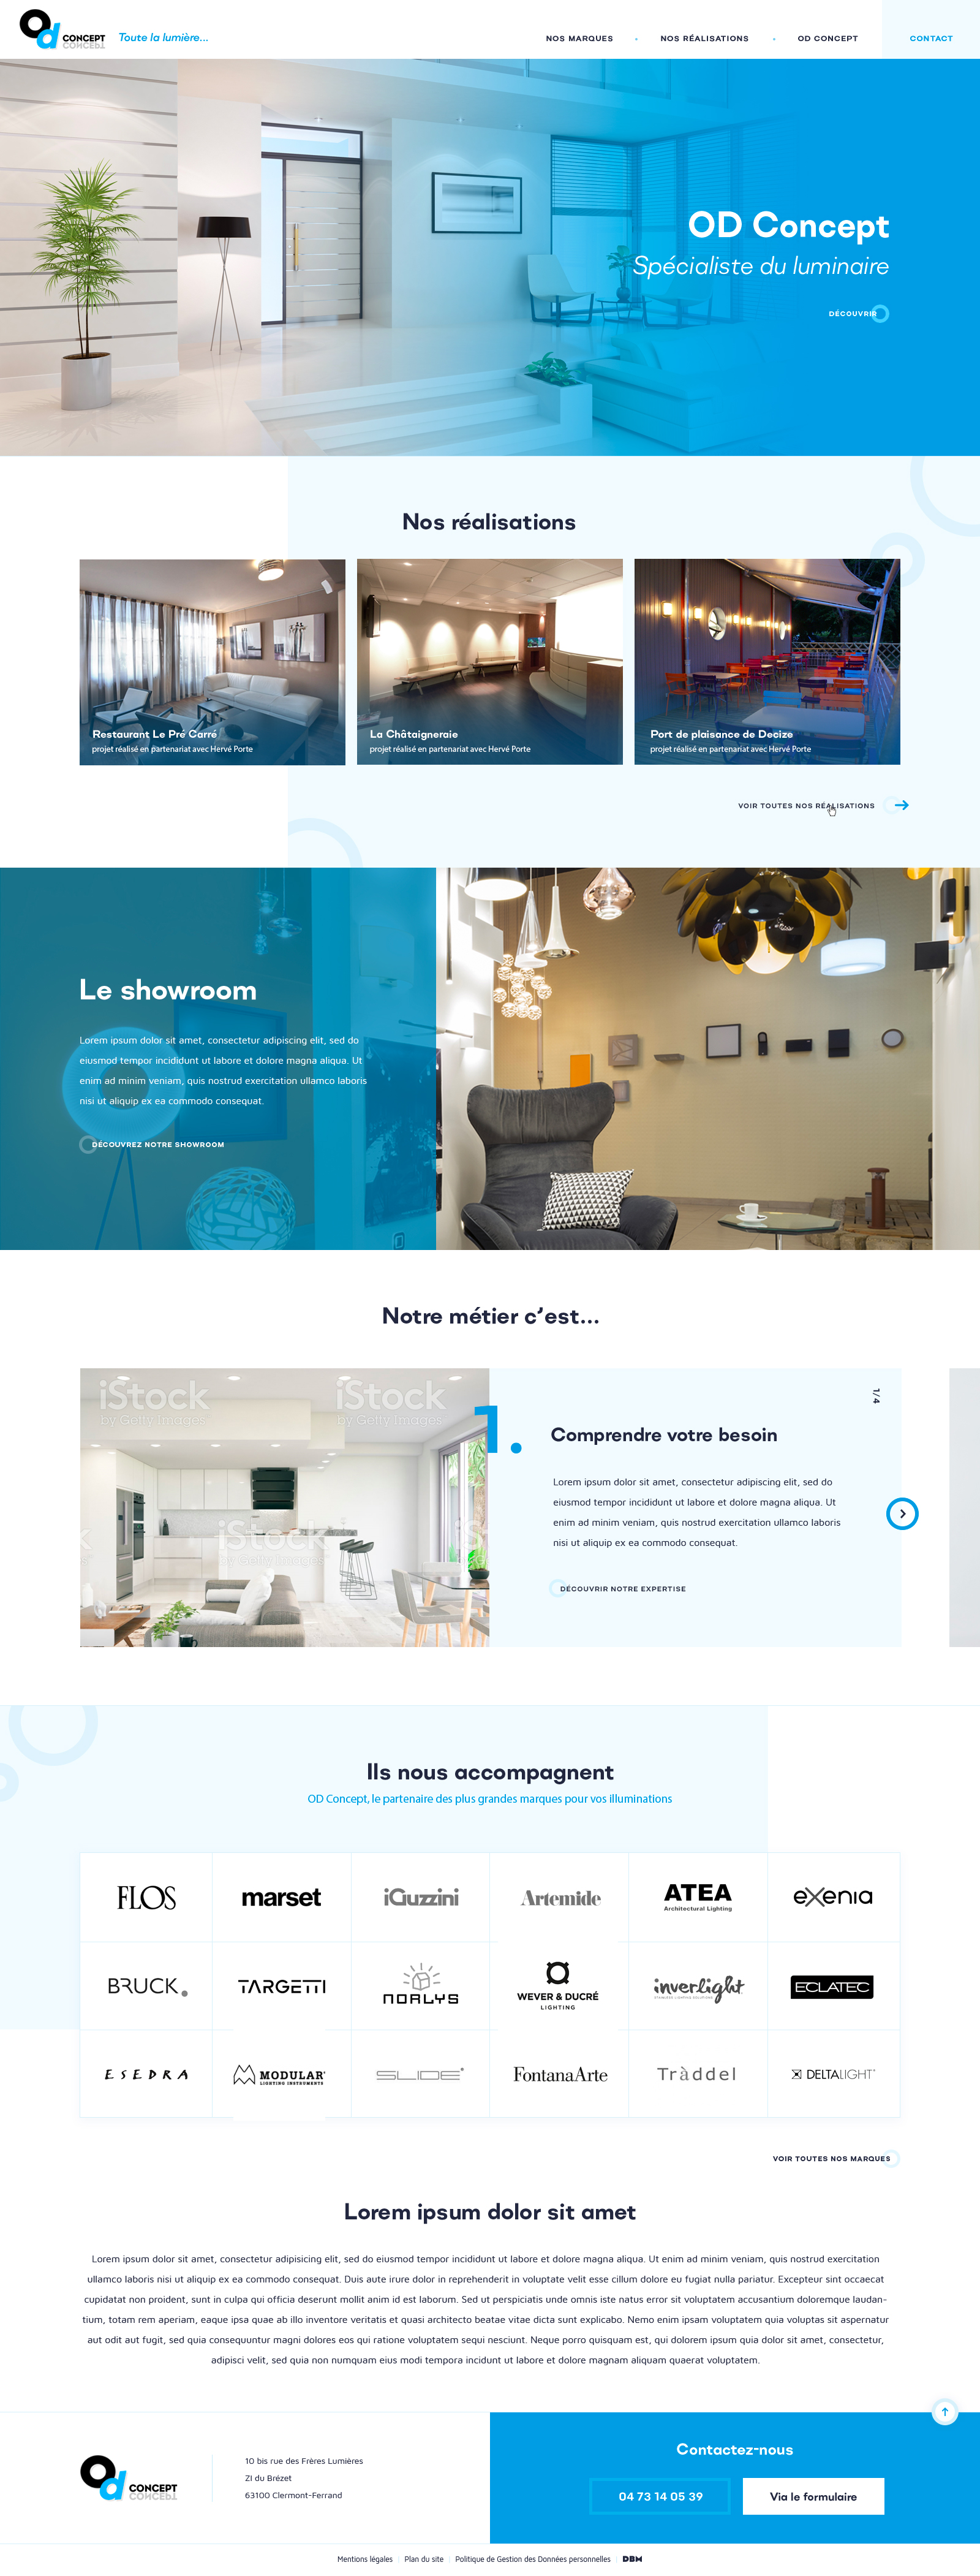 Od CONCEPT
Toute la lumière...
NOS MARQUES
NOS RÉALISATIONS
OD CONCEPT
CONTACT
OD Concept
Spécialiste du luminaire
DÉCOUVRIR
Nos réalisations
Restaurant Le Pré Carré
projet réalisé en partenariat avec Hervé Porte
La Châtaigneraie
projet réalisé en partenariat avec Hervé Porte
Port de plaisance de Decize
projet réalisé en partenariat avec Hervé Porte
VOIR TOUTES NOS RÉALISATIONS
Le showroom
Lorem ipsum dolor sit amet, consectetur adipiscing elit, sed do
eiusmod tempor incididunt ut labore et dolore magna aliqua. Ut
enim ad minim veniam, quis nostrud exercitation ullamco laboris
nisi ut aliquip ex ea commodo consequat.
DÉCOUVREZ NOTRE SHOWROOM
Notre métier c’est...
iStock
by Getty Images
iStock
by Getty Images
iStock
by Getty Images
1/4
1.
Comprendre votre besoin
Lorem ipsum dolor sit amet, consectetur adipiscing elit, sed do
eiusmod tempor incididunt ut labore et dolore magna aliqua. Ut
enim ad minim veniam, quis nostrud exercitation ullamco laboris
nisi ut aliquip ex ea commodo consequat.
DÉCOUVRIR NOTRE EXPERTISE
Ils nous accompagnent
OD Concept, le partenaire des plus grandes marques pour vos illuminations
FLOS
marset
iGuzzini
Artemide
ATEA
Architectural Lighting
exenia
BRUCK
TARGETTI
NORLYS
WEVER & DUCRÉ
LIGHTING
inverlight
ECLATEC
ESEDRA
MODULAR
LIGHTING INSTRUMENTS
SLIDE
FontanaArte
Tràddel
DELTALIGHT
VOIR TOUTES NOS MARQUES
Lorem ipsum dolor sit amet
Lorem ipsum dolor sit amet, consectetur adipisicing elit, sed do eiusmod tempor incididunt ut labore et dolore magna aliqua. Ut enim ad minim veniam, quis nostrud exercitation
ullamco laboris nisi ut aliquip ex ea commodo consequat. Duis aute irure dolor in reprehenderit in voluptate velit esse cillum dolore eu fugiat nulla pariatur. Excepteur sint occaecat
cupidatat non proident, sunt in culpa qui officia deserunt mollit anim id est laborum. Sed ut perspiciatis unde omnis iste natus error sit voluptatem accusantium doloremque laudan-
tium, totam rem aperiam, eaque ipsa quae ab illo inventore veritatis et quasi architecto beatae vitae dicta sunt explicabo. Nemo enim ipsam voluptatem quia voluptas sit aspernatur
aut odit aut fugit, sed quia consequuntur magni dolores eos qui ratione voluptatem sequi nesciunt. Neque porro quisquam est, qui dolorem ipsum quia dolor sit amet, consectetur,
adipisci velit, sed quia non numquam eius modi tempora incidunt ut labore et dolore magnam aliquam quaerat voluptatem.
Od CONCEPT
10 bis rue des Frères Lumières
ZI du Brézet
63100 Clermont-Ferrand
Contactez-nous
04 73 14 05 39
Via le formulaire
Mentions légales
Plan du site
Politique de Gestion des Données personnelles
DBM